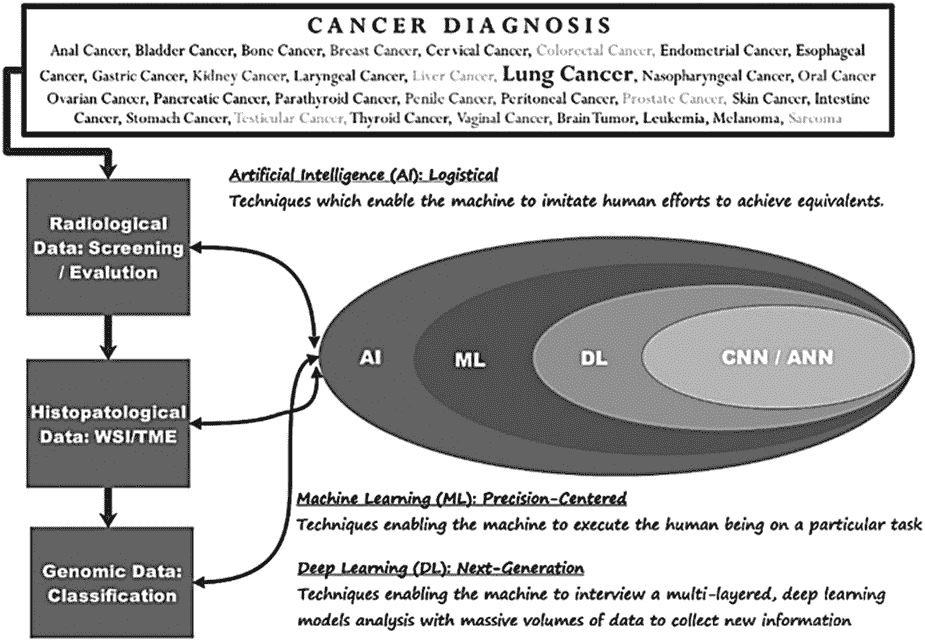 CANCER DIAGNOSIS
Anal Cancer, Bladder Cancer, Bone Cancer, Breast Cancer, Cervical Cancer, Colorectal Cancer, Endometrial Cancer, Esophageal
Cancer, Gastric Cancer, Kidney Cancer, Laryngeal Cancer, Liver Cancer, Lung Cancer, Nasopharyngeal Cancer, Oral Cancer
Ovarian Cancer, Pancreatic Cancer, Parathyroid Cancer, Penile Cancer, Peritoneal Cancer, Prostate Cancer, Skin Cancer, Intestine
Cancer, Stomach Cancer, Testicular Cancer, Thyroid Cancer, Vaginal Cancer, Brain Tumor, Leukemia, Melanoma, Sarcoma
Artificial Intelligence (AI): Logistical
Techniques which enable the machine to imitate human efforts to achieve equivalents.
Radiological
Data: Screening
/ Evalution
Histopatological
Data: WSI/TME
Genomic Data:
Classification
AI
ML
DL
CNN / ANN
Machine Learning (ML): Precision-Centered
Techniques enabling the machine to execute the human being on a particular task
Deep Learning (DL): Next-Generation
Techniques enabling the machine to interview a multi-layered, deep learning
models analysis with massive volumes of data to collect new information